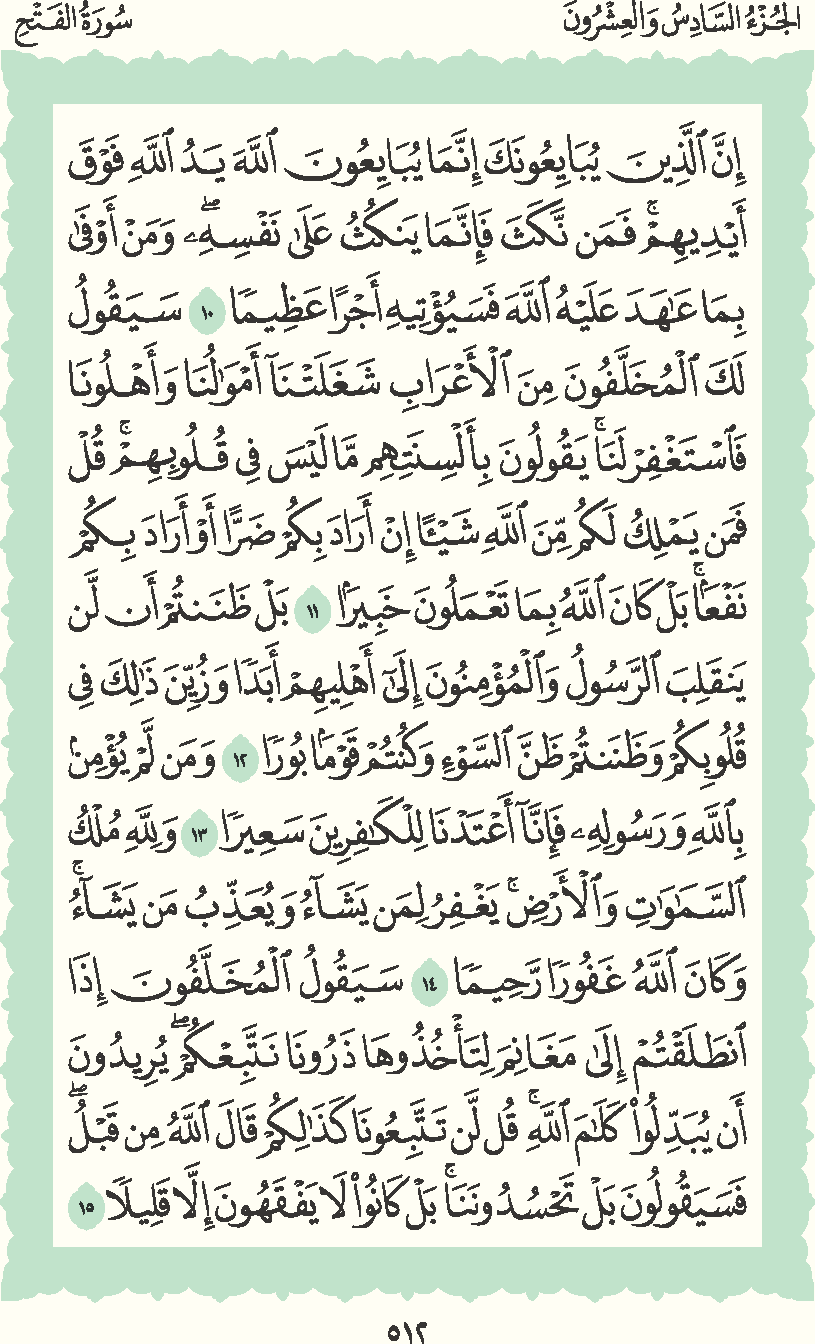 الجُزْءُ السَّادِسُ وَالعِشْرُونَ
سُورَةُ الفَتْحِ
إِنَّ ٱلَّذِينَ يُبَايِعُونَكَ إِنَّمَا يُبَايِعُونَ ٱللَّهَ يَدُ ٱللَّهِ فَوْقَ
أَيْدِيهِمْۚ فَمَن نَّكَثَ فَإِنَّمَا يَنكُثُ عَلَىٰ نَفْسِهِۦۖ وَمَنْ أَوْفَىٰ
بِمَا عَٰهَدَ عَلَيْهُ ٱللَّهَ فَسَيُؤْتِيهِ أَجْرًا عَظِيمًا ١٠ سَيَقُولُ
لَكَ ٱلْمُخَلَّفُونَ مِنَ ٱلْأَعْرَابِ شَغَلَتْنَآ أَمْوَٰلُنَا وَأَهْلُونَا
فَٱسْتَغْفِرْ لَنَاۚ يَقُولُونَ بِأَلْسِنَتِهِم مَّا لَيْسَ فِى قُلُوبِهِمْۚ قُلْ
فَمَن يَمْلِكُ لَكُم مِّنَ ٱللَّهِ شَيْـًٔا إِنْ أَرَادَ بِكُمْ ضَرًّا أَوْ أَرَادَ بِكُمْ
نَفْعًۢاۚ بَلْ كَانَ ٱللَّهُ بِمَا تَعْمَلُونَ خَبِيرًۢا ١١ بَلْ ظَنَنتُمْ أَن لَّن
يَنقَلِبَ ٱلرَّسُولُ وَٱلْمُؤْمِنُونَ إِلَىٰٓ أَهْلِيهِمْ أَبَدًا وَزُيِّنَ ذَٰلِكَ فِى
قُلُوبِكُمْ وَظَنَنتُمْ ظَنَّ ٱلسَّوْءِ وَكُنتُمْ قَوْمًۢا بُورًا ١٢ وَمَن لَّمْ يُؤْمِنۢ
بِٱللَّهِ وَرَسُولِهِۦ فَإِنَّآ أَعْتَدْنَا لِلْكَٰفِرِينَ سَعِيرًا ١٣ وَلِلَّهِ مُلْكُ
ٱلسَّمَٰوَٰتِ وَٱلْأَرْضِۚ يَغْفِرُ لِمَن يَشَآءُ وَيُعَذِّبُ مَن يَشَآءُۚ
وَكَانَ ٱللَّهُ غَفُورًا رَّحِيمًا ١٤ سَيَقُولُ ٱلْمُخَلَّفُونَ إِذَا
ٱنطَلَقْتُمْ إِلَىٰ مَغَانِمَ لِتَأْخُذُوهَا ذَرُونَا نَتَّبِعْكُمْۖ يُرِيدُونَ
أَن يُبَدِّلُوا۟ كَلَٰمَ ٱللَّهِۚ قُل لَّن تَتَّبِعُونَا كَذَٰلِكُمْ قَالَ ٱللَّهُ مِن قَبْلُۖ
فَسَيَقُولُونَ بَلْ تَحْسُدُونَنَاۚ بَلْ كَانُوا۟ لَا يَفْقَهُونَ إِلَّا قَلِيلًا ١٥
٥١٢